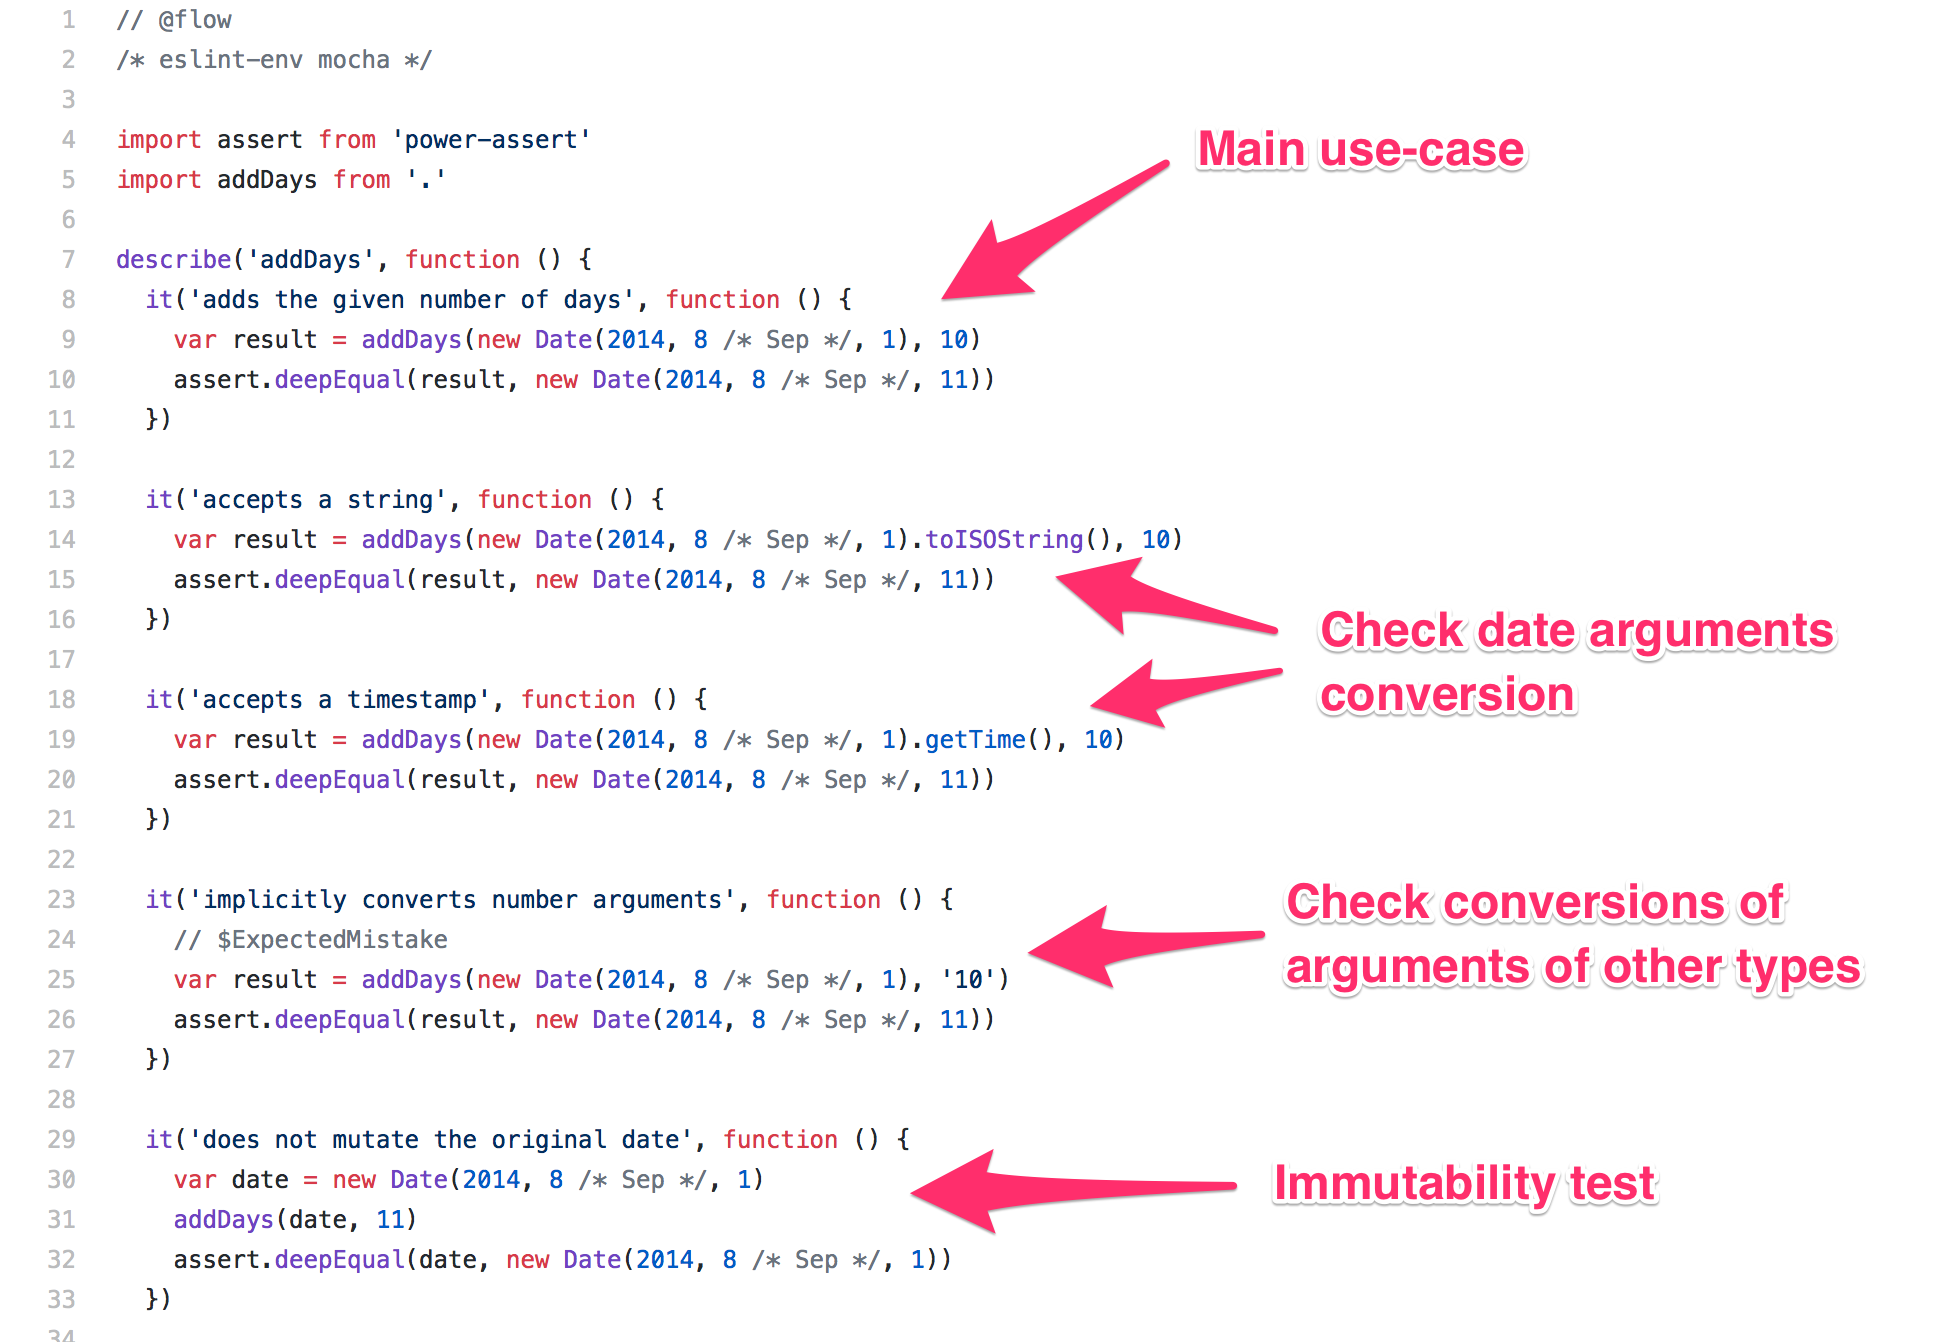 1 // @flow
2 /* eslint-env mocha */
3
4 import assert from 'power-assert'
5 import addDays from '.'
6
7 describe('addDays', function () {
8 it('adds the given number of days', function () {
9 var result = addDays(new Date(2014, 8 /* Sep */, 1), 10)
10 assert.deepEqual(result, new Date(2014, 8 /* Sep */, 11))
11 })
12
13 it('accepts a string', function () {
14 var result = addDays(new Date(2014, 8 /* Sep */, 1).toISOString(), 10)
15 assert.deepEqual(result, new Date(2014, 8 /* Sep */, 11))
16 })
17
18 it('accepts a timestamp', function () {
19 var result = addDays(new Date(2014, 8 /* Sep */, 1).getTime(), 10)
20 assert.deepEqual(result, new Date(2014, 8 /* Sep */, 11))
21 })
22
23 it('implicitly converts number arguments', function () {
24 // $ExpectedMistake
25 var result = addDays(new Date(2014, 8 /* Sep */, 1), '10')
26 assert.deepEqual(result, new Date(2014, 8 /* Sep */, 11))
27 })
28
29 it('does not mutate the original date', function () {
30 var date = new Date(2014, 8 /* Sep */, 1)
31 addDays(date, 11)
32 assert.deepEqual(date, new Date(2014, 8 /* Sep */, 1))
33 })
34
Main use-case
Check date arguments
conversion
Check conversions of
arguments of other types
Immutability test